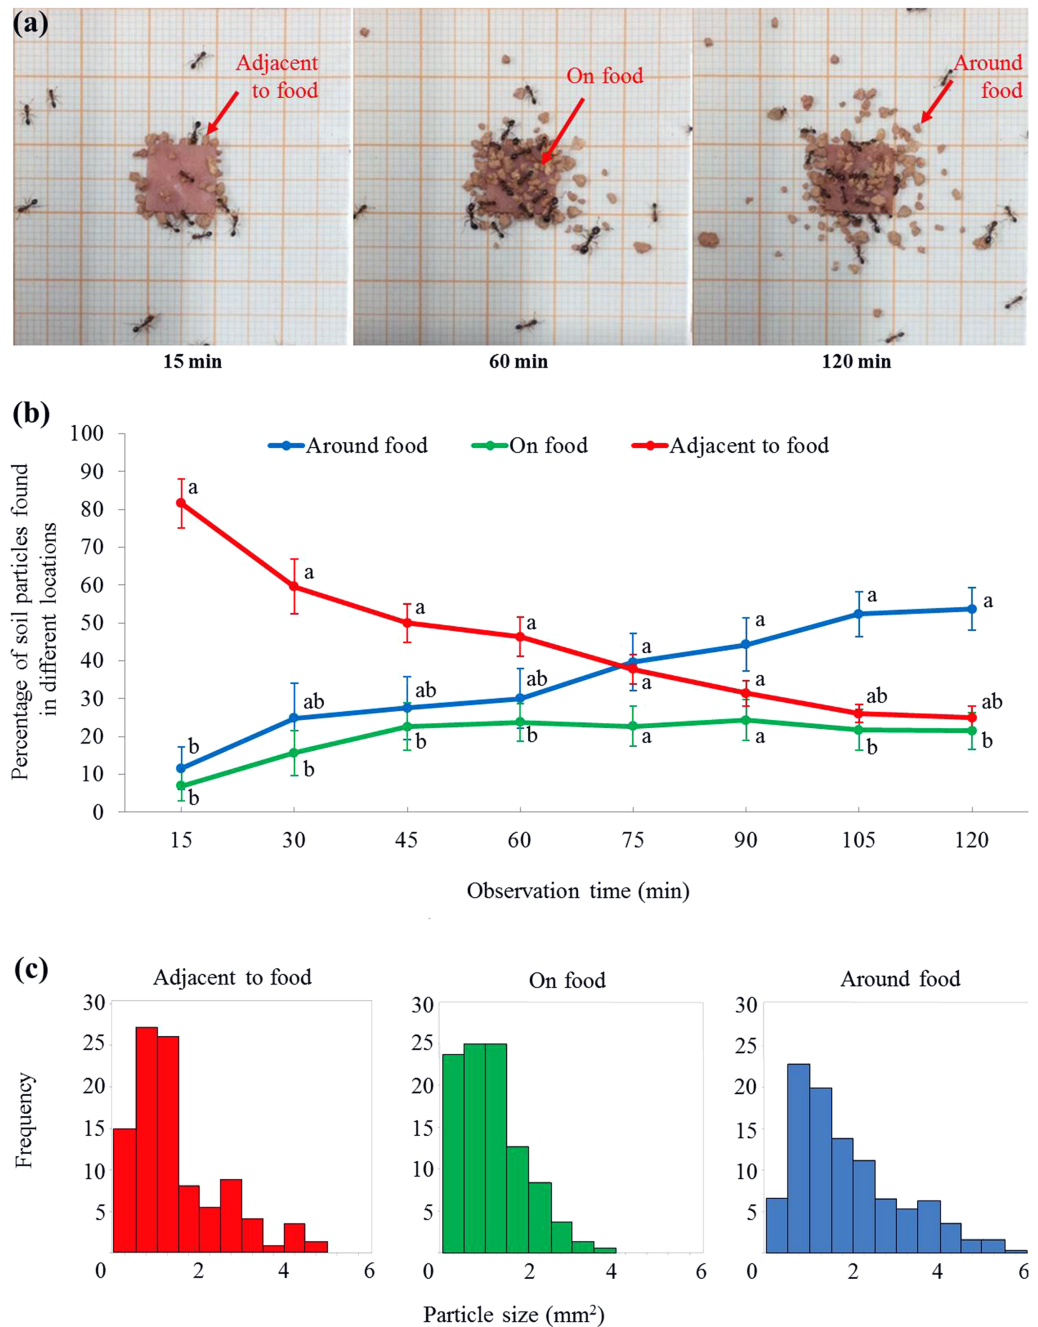 (a)
Adjacent
to food
On food
Around
food
15 min
60 min
120 min
(b)
Percentage of soil particles found
in different locations
100
90
80
70
60
50
40
30
20
10
0
Around food
On food
Adjacent to food
a
a
a
a
a
a
a
a
b
ab
ab
ab
a
a
ab
ab
b
b
b
b
a
a
b
b
15
30
45
60
75
90
105
120
Observation time (min)
(c)
Adjacent to food
On food
Around food
Frequency
30
25
20
15
10
5
0
2
4
6
30
25
20
15
10
5
0
2
4
6
30
25
20
15
10
5
0
2
4
6
Particle size (mm²)